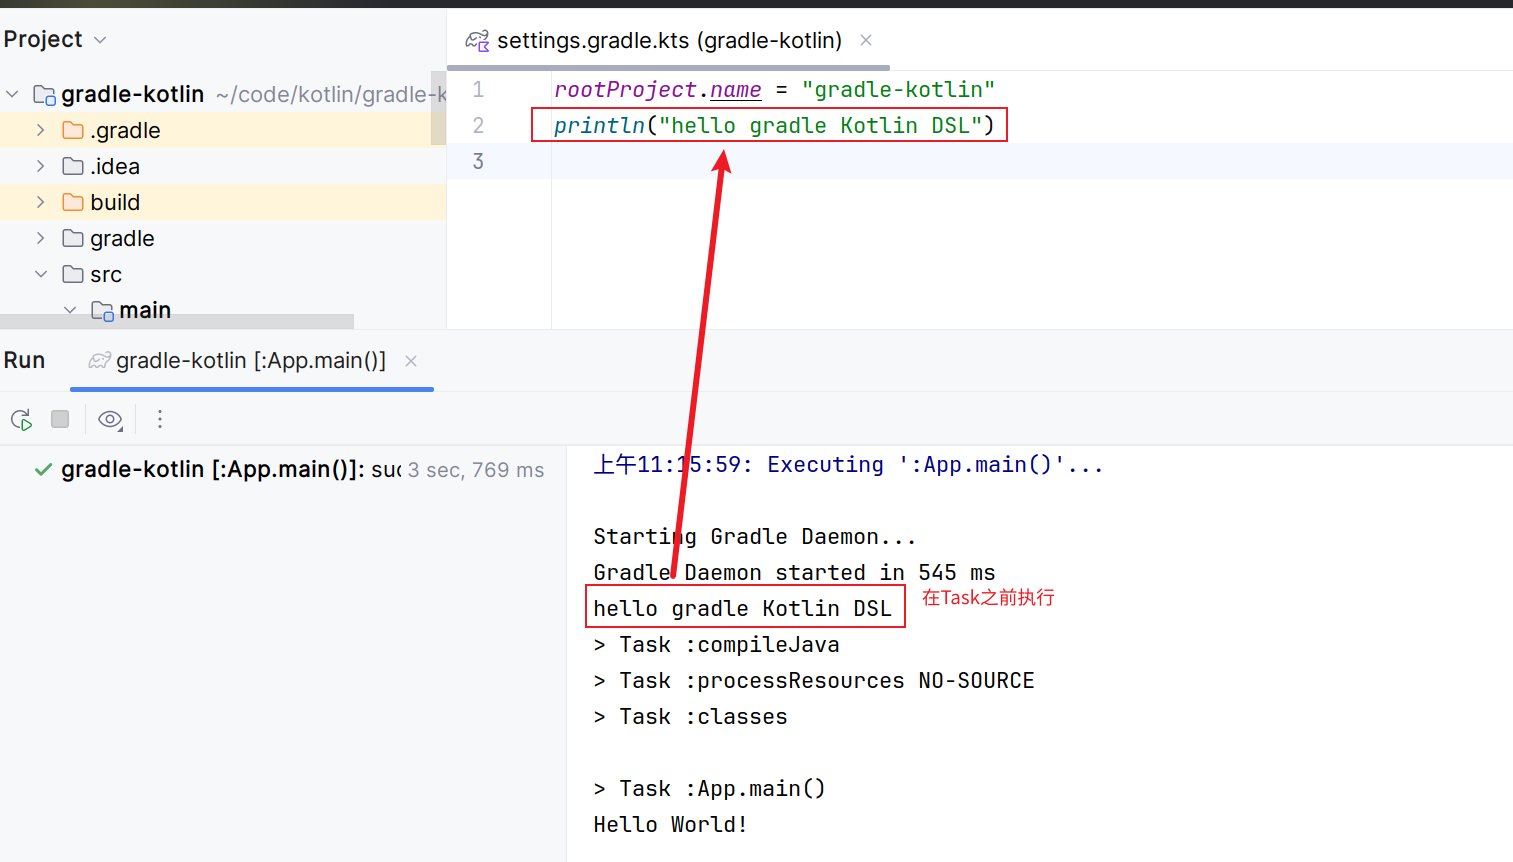 Project
settings.gradle.kts (gradle-kotlin)
gradle-kotlin ~/code/kotlin/gradle-k
.gradle
.idea
build
gradle
src
main
1 rootProject.name = "gradle-kotlin"
2 println("hello gradle Kotlin DSL")
3
Run gradle-kotlin [:App.main()]
gradle-kotlin [:App.main()]: suc 3 sec, 769 ms
上午11:15:59: Executing ':App.main()'...
Starting Gradle Daemon...
Gradle Daemon started in 545 ms
hello gradle Kotlin DSL
在Task之前执行
> Task :compileJava
> Task :processResources NO-SOURCE
> Task :classes
> Task :App.main()
Hello World!